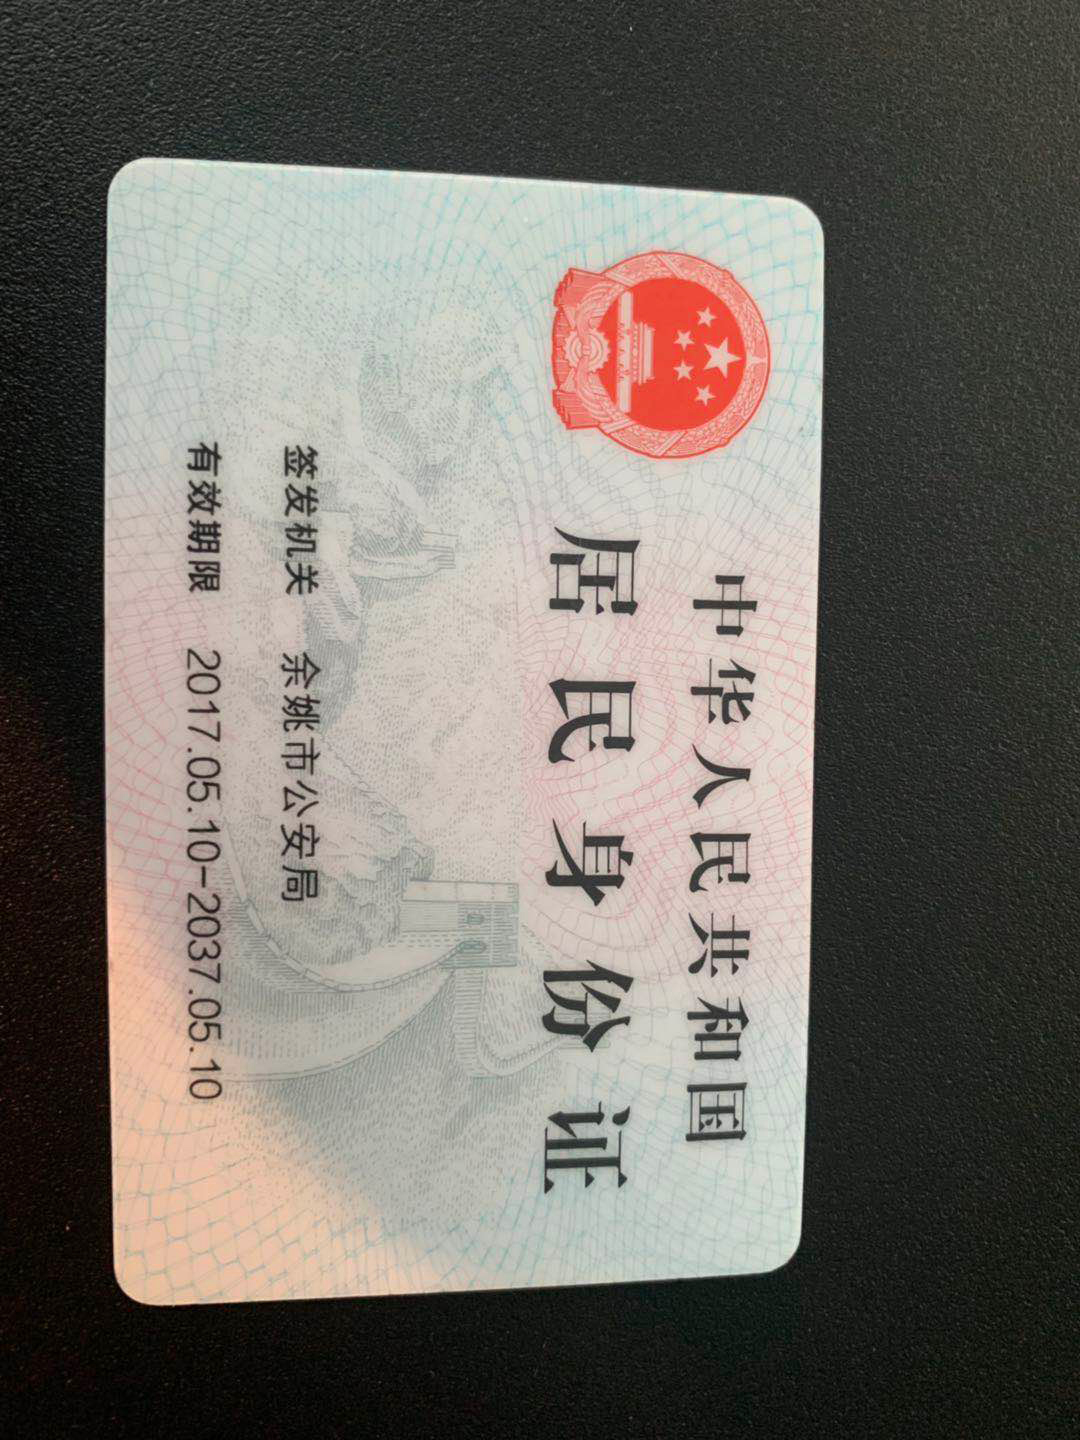 中华人民共和国
居民身份证
签发机关 余姚市公安局
有效期限 2017.05.10-2037.05.10